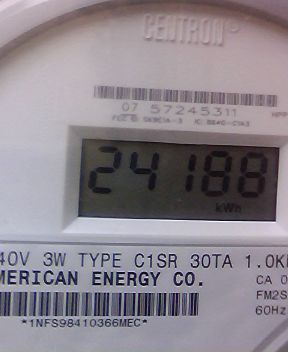 CENTRON
07 57245311
24188
kWh
40V 3W TYPE C1SR 30TA 1.0K
MERICAN ENERGY CO.
CA 0
FM2S
60Hz
*1NFS98410366MEC*